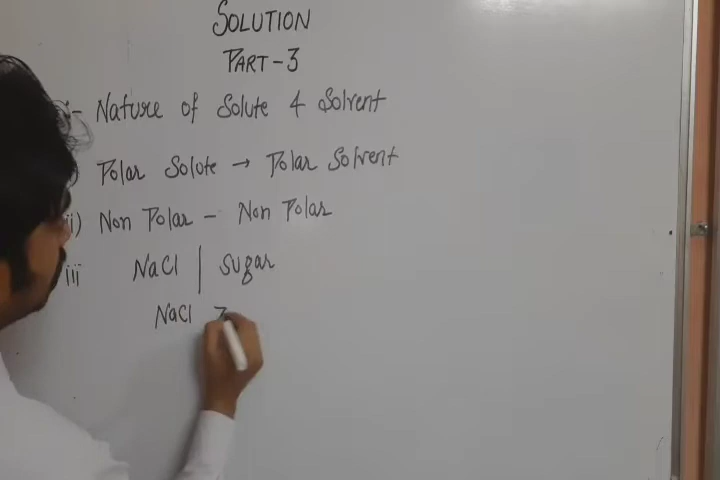 SOLUTION
PART-3
i- Nature of Solute & Solvent
Polar Solute → Polar Solvent
ii) Non Polar - Non Polar
iii NaCl | Sugar
NaCl